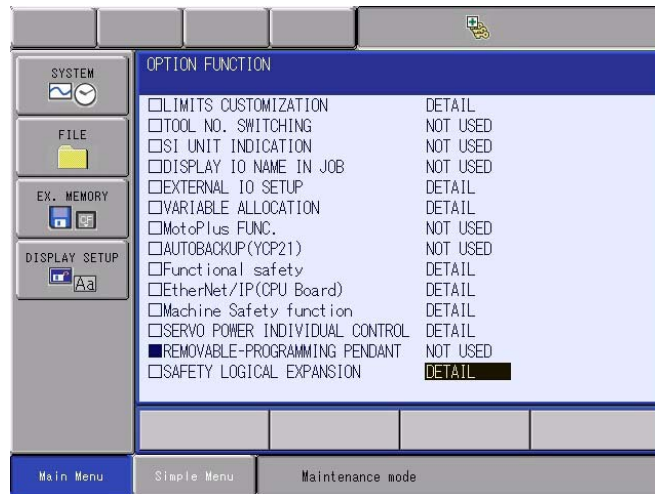 OPTION FUNCTION
SYSTEM
FILE
EX. MEMORY
CF
DISPLAY SETUP
Aa
□LIMITS CUSTOMIZATION DETAIL
□TOOL NO. SWITCHING NOT USED
□SI UNIT INDICATION NOT USED
□DISPLAY IO NAME IN JOB NOT USED
□EXTERNAL IO SETUP DETAIL
□VARIABLE ALLOCATION DETAIL
□MotoPlus FUNC. NOT USED
□AUTOBACKUP(YCP21) NOT USED
□Functional safety DETAIL
□EtherNet/IP(CPU Board) DETAIL
□Machine Safety function DETAIL
□SERVO POWER INDIVIDUAL CONTROL DETAIL
■REMOVABLE-PROGRAMMING PENDANT NOT USED
□SAFETY LOGICAL EXPANSION DETAIL
Main Menu
Simple Menu
Maintenance mode